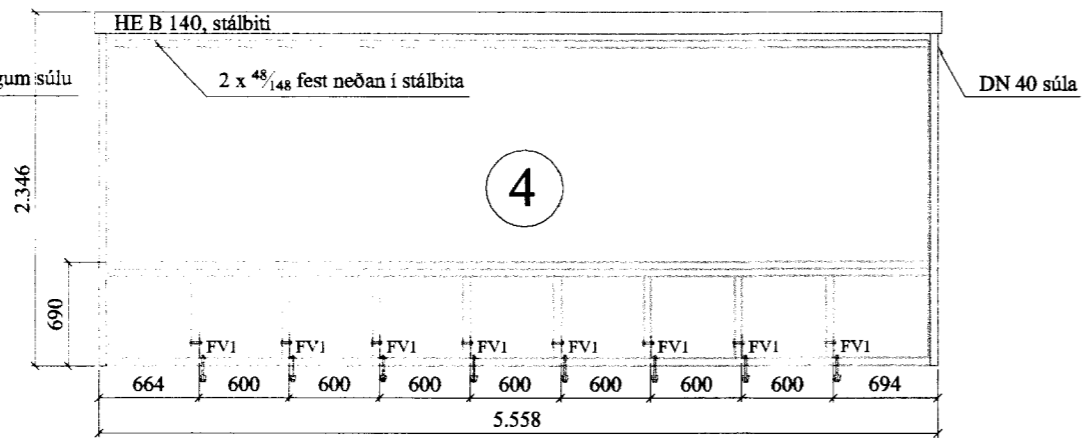 HE B 140, stálbiti
gum súlu
2 x 48/148 fest neðan í stálbita
DN 40 súla
2.346
4
690
FV1 FV1 FV1 FV1 FV1 FV1 FV1 FV1
664 600 600 600 600 600 600 600 694
5.558